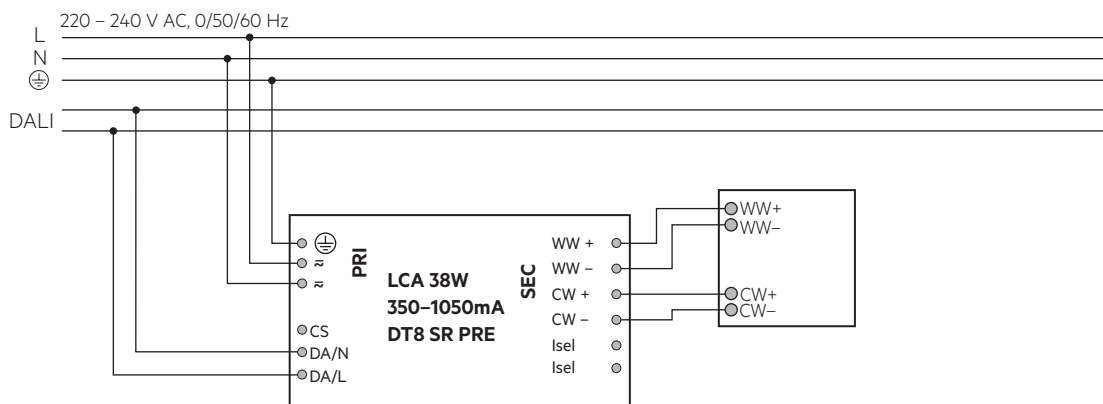 220 – 240 V AC, 0/50/60 Hz
L
N
DALI
PRI
LCA 38W
350–1050mA
DT8 SR PRE
SEC
≂
≂
CS
DA/N
DA/L
WW +
WW –
CW +
CW –
Isel
Isel
WW+
WW–
CW+
CW–